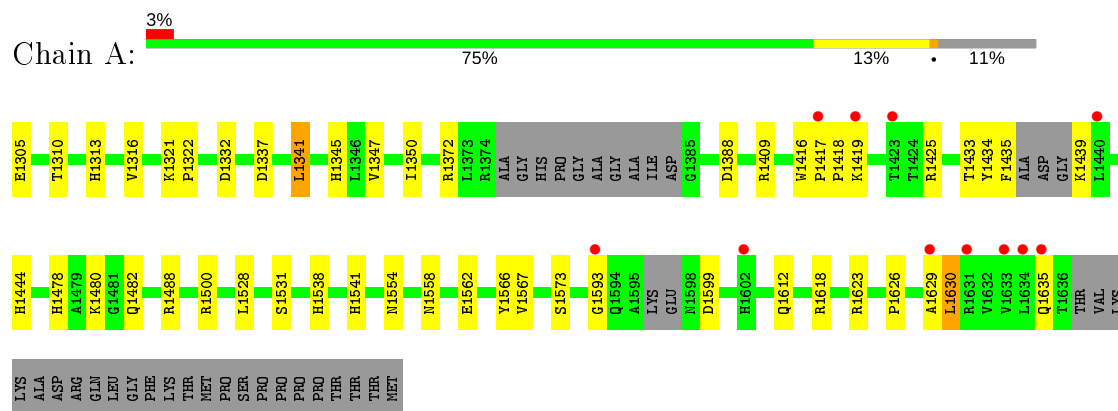 3%
Chain A:
75% 13% • 11%
E1305 T1310 H1313 V1316 K1321 P1322 D1332 D1337 L1341 H1345 L1346 V1347 I1350 R1372 L1373 R1374 ALA GLY HIS PRO GLY ALA GLY ALA ILE ASP G1385 D1388 R1409 W1416 P1417 P1418 K1419 T1423 T1424 R1425 T1433 Y1434 F1435 ALA ASP GLY K1439 L1440
H1444 H1478 A1479 K1480 G1481 Q1482 R1488 R1500 L1528 S1531 H1538 H1541 N1554 N1558 E1562 Y1566 V1567 S1573 G1593 Q1594 A1595 LYS GLU N1598 D1599 H1602 Q1612 R1618 R1623 P1626 A1629 L1630 R1631 V1632 V1633 L1634 Q1635 T1636 THR VAL LYS
LYS ALA ASP ARG GLN LEU GLY PHE LYS THR MET PRO SER PRO PRO PRO PRO THR THR THR MET